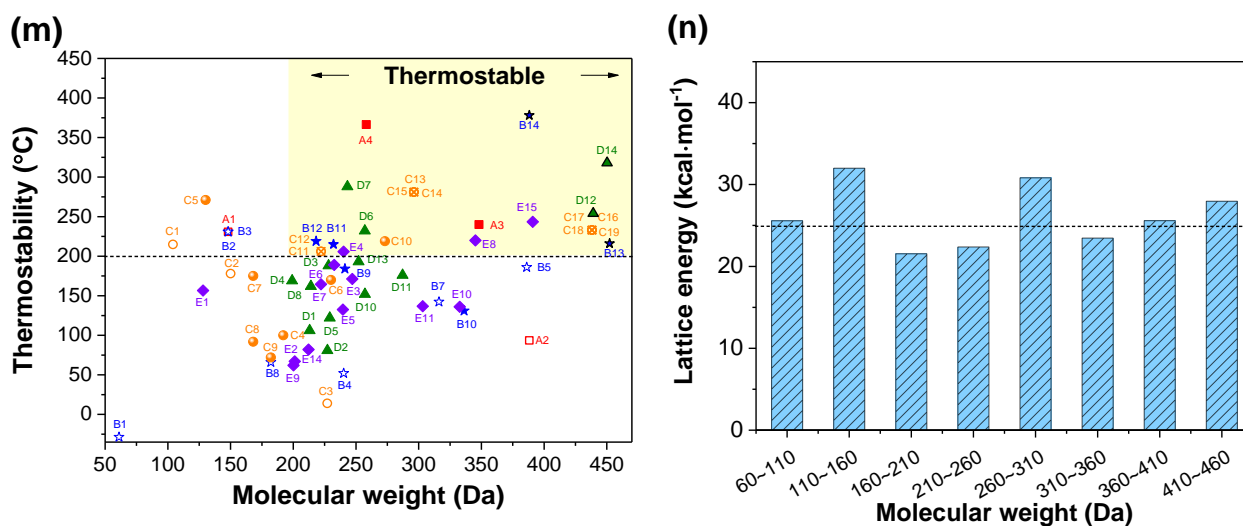 (m)
Thermostable
450
400
350
300
250
200
150
100
50
0
Thermostability (°C)
50 100 150 200 250 300 350 400 450
Molecular weight (Da)
A4
B14
D14
D7
C13
C15 C14
C5
D12
E15
D6
C17 C16
C18 C19
A1
B2 B3
C1
B12 B11
C12
C11
E4
C10
A3
E8
B13
C2
C7
D4
D3
E6
D8
E7
C6
B9
E3
D13
D11
B5
E1
D10
B7
E11
E10
B10
E5
D1
D5
C8
C4
C9
B8
E2
E14
E9
D2
B4
C3
A2
B1
(n)
40
30
20
10
0
Lattice energy (kcal·mol⁻¹)
60~110 110~160 160~210 210~260 260~310 310~360 360~410 410~460
Molecular weight (Da)